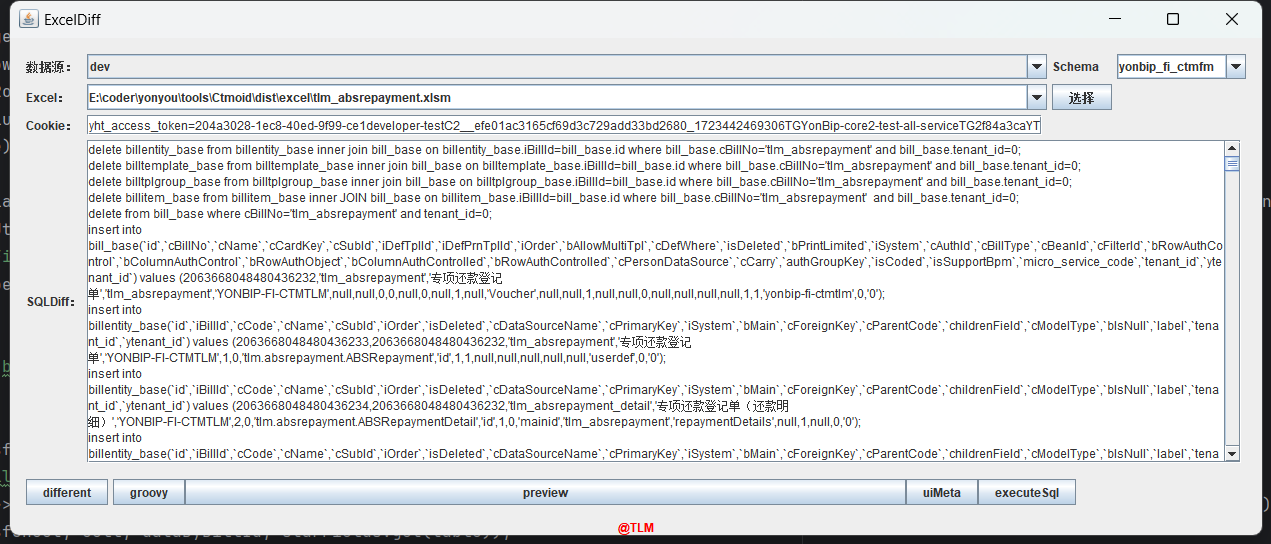 ExcelDiff
数据源： dev Schema yonbip_fi_ctmfm
Excel： E:\coder\yonyou\tools\Ctmoid\dist\excel\tlm_absrepayment.xlsm 选择
Cookie： yht_access_token=204a3028-1ec8-40ed-9f99-ce1developer-testC2__efe01ac3165cf69d3c729add33bd2680_1723442469306TGYonBip-core2-test-all-serviceTG2f84a3caYT
SQLDiff：
delete billentity_base from billentity_base inner join bill_base on billentity_base.iBillId=bill_base.id where bill_base.cBillNo='tlm_absrepayment' and bill_base.tenant_id=0;
delete billtemplate_base from billtemplate_base inner join bill_base on billtemplate_base.iBillId=bill_base.id where bill_base.cBillNo='tlm_absrepayment' and bill_base.tenant_id=0;
delete billtplgroup_base from billtplgroup_base inner join bill_base on billtplgroup_base.iBillId=bill_base.id where bill_base.cBillNo='tlm_absrepayment' and bill_base.tenant_id=0;
delete billitem_base from billitem_base inner JOIN bill_base on billitem_base.iBillId=bill_base.id where bill_base.cBillNo='tlm_absrepayment'  and bill_base.tenant_id=0;
delete from bill_base where cBillNo='tlm_absrepayment' and tenant_id=0;
insert into
bill_base(`id`,`cBillNo`,`cName`,`cCardKey`,`cSubId`,`iDefTplId`,`iDefPrnTplId`,`iOrder`,`bAllowMultiTpl`,`cDefWhere`,`isDeleted`,`bPrintLimited`,`iSystem`,`cAuthId`,`cBillType`,`cBeanId`,`cFilterId`,`bRowAuthCo
ntrol`,`bColumnAuthControl`,`bRowAuthObject`,`bColumnAuthControlled`,`bRowAuthControlled`,`cPersonDataSource`,`cCarry`,`authGroupKey`,`isCoded`,`isSupportBpm`,`micro_service_code`,`tenant_id`,`yte
nant_id`) values (2063668048480436232,'tlm_absrepayment','专项还款登记
单','tlm_absrepayment','YONBIP-FI-CTMTLM',null,null,0,0,null,0,null,1,null,'Voucher',null,null,1,null,null,0,null,null,null,null,1,1,'yonbip-fi-ctmtlm',0,'0');
insert into
billentity_base(`id`,`iBillId`,`cCode`,`cName`,`cSubId`,`iOrder`,`isDeleted`,`cDataSourceName`,`cPrimaryKey`,`iSystem`,`bMain`,`cForeignKey`,`cParentCode`,`childrenField`,`cModelType`,`bIsNull`,`label`,`tena
nt_id`,`ytenant_id`) values (2063668048480436233,2063668048480436232,'tlm_absrepayment','专项还款登记
单','YONBIP-FI-CTMTLM',1,0,'tlm.absrepayment.ABSRepayment','id',1,1,null,null,null,null,null,'userdef',0,'0');
insert into
billentity_base(`id`,`iBillId`,`cCode`,`cName`,`cSubId`,`iOrder`,`isDeleted`,`cDataSourceName`,`cPrimaryKey`,`iSystem`,`bMain`,`cForeignKey`,`cParentCode`,`childrenField`,`cModelType`,`bIsNull`,`label`,`tena
nt_id`,`ytenant_id`) values (2063668048480436234,2063668048480436232,'tlm_absrepayment_detail','专项还款登记单（还款明
细）','YONBIP-FI-CTMTLM',2,0,'tlm.absrepayment.ABSRepaymentDetail','id',1,0,'mainid','tlm_absrepayment','repaymentDetails',null,1,null,0,'0');
insert into
billentity_base(`id`,`iBillId`,`cCode`,`cName`,`cSubId`,`iOrder`,`isDeleted`,`cDataSourceName`,`cPrimaryKey`,`iSystem`,`bMain`,`cForeignKey`,`cParentCode`,`childrenField`,`cModelType`,`bIsNull`,`label`,`tena
different groovy preview uiMeta executeSql
@TLM